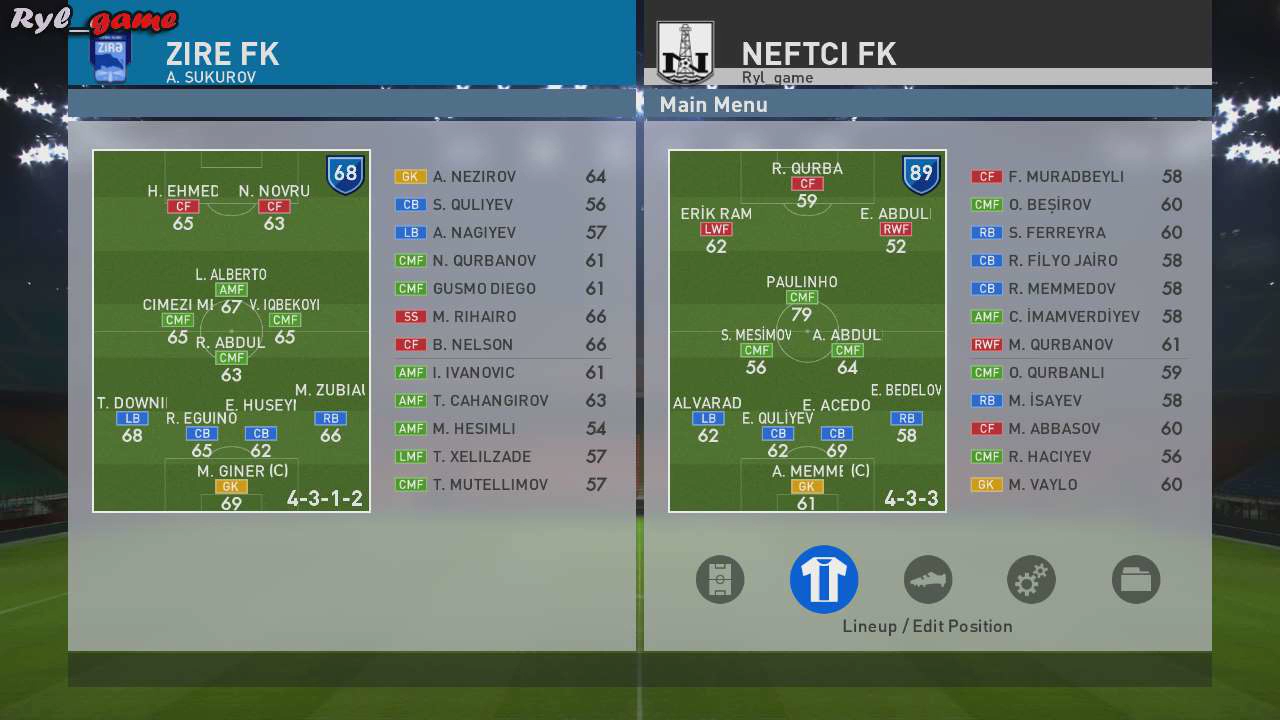 Ryl_game
ZIRE FK
A. SUKUROV
ZIRƏ
68
H. EHMED
CF
65
N. NOVRU
CF
63
L. ALBERTO
AMF
67
CIMEZI MI
CMF
65
V. IQBEKOYI
CMF
65
R. ABDUL
CMF
63
T. DOWNI
LB
68
R. EGUINO
CB
65
E. HUSEYI
CB
62
M. ZUBIAU
RB
66
M. GINER (C)
GK
69
4-3-1-2
GK A. NEZIROV 64
CB S. QULIYEV 56
LB A. NAGIYEV 57
CMF N. QURBANOV 61
CMF GUSMO DIEGO 61
SS M. RIHAIRO 66
CF B. NELSON 66
AMF I. IVANOVIC 61
AMF T. CAHANGIROV 63
AMF M. HESIMLI 54
LMF T. XELILZADE 57
CMF T. MUTELLIMOV 57
NEFTCI FK
Ryl_game
N
Main Menu
89
R. QURBA
CF
59
ERİK RAM
LWF
62
E. ABDULI
RWF
52
PAULINHO
CMF
79
S. MESİMOV
CMF
56
A. ABDUL
CMF
64
ALVARAD
LB
62
E. QULİYEV
CB
62
E. ACEDO
CB
69
E. BEDELOV
RB
58
A. MEMME (C)
GK
61
4-3-3
CF F. MURADBEYLI 58
CMF O. BEŞİROV 60
RB S. FERREYRA 60
CB R. FİLYO JAİRO 58
CB R. MEMMEDOV 58
AMF C. İMAMVERDİYEV 58
RWF M. QURBANOV 61
CMF O. QURBANLI 59
RB M. İSAYEV 58
CF M. ABBASOV 60
CMF R. HACIYEV 56
GK M. VAYLO 60
Lineup / Edit Position